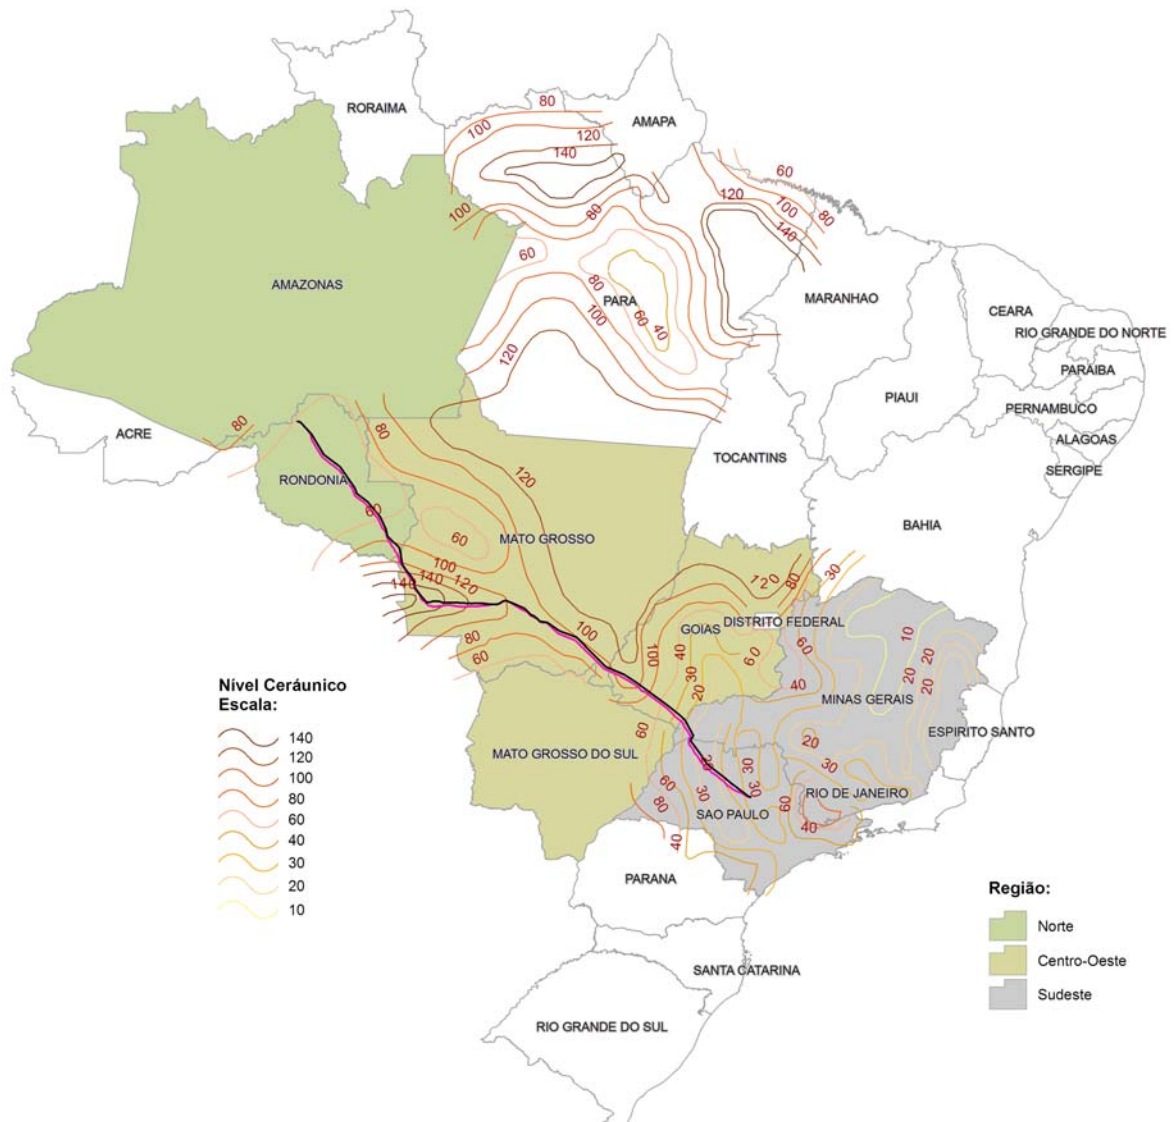 80
RORAIMA
100
AMAPA
120
140
60
120
100
80
100
80
140
60
AMAZONAS
80
PARA
MARANHAO
CEARA
100
60
40
RIO GRANDE DO NORTE
120
PARAIBA
PIAUI
PERNAMBUCO
80
ACRE
80
ALAGOAS
TOCANTINS
SERGIPE
120
RONDONIA
60
BAHIA
60
MATO GROSSO
100
140
120
140
120
80
30
80
100
GOIAS
DISTRITO FEDERAL
10
60
100
40
60
20
60
30
40
20
20
20
MINAS GERAIS
Nível Ceráunico
Escala:
140
120
100
80
60
40
30
20
10
60
ESPIRITO SANTO
MATO GROSSO DO SUL
20
30
30
60
30
30
RIO DE JANEIRO
80
60
SAO PAULO
40
40
PARANA
Região:
Norte
Centro-Oeste
Sudeste
SANTA CATARINA
RIO GRANDE DO SUL